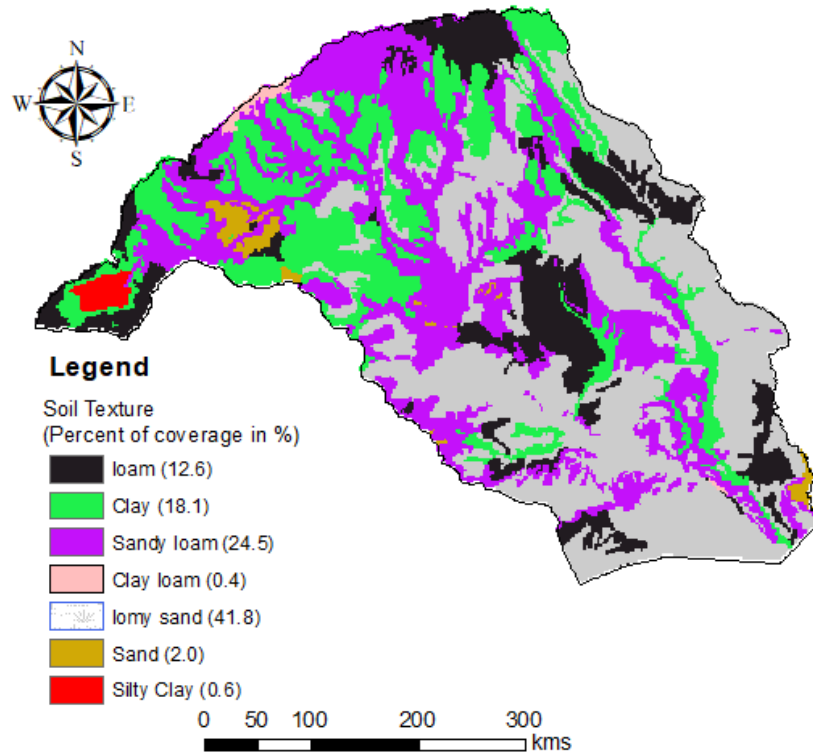 N
W E
S
Legend
Soil Texture
(Percent of coverage in %)
loam (12.6)
Clay (18.1)
Sandy loam (24.5)
Clay loam (0.4)
lomy sand (41.8)
Sand (2.0)
Silty Clay (0.6)
0 50 100 200 300
kms